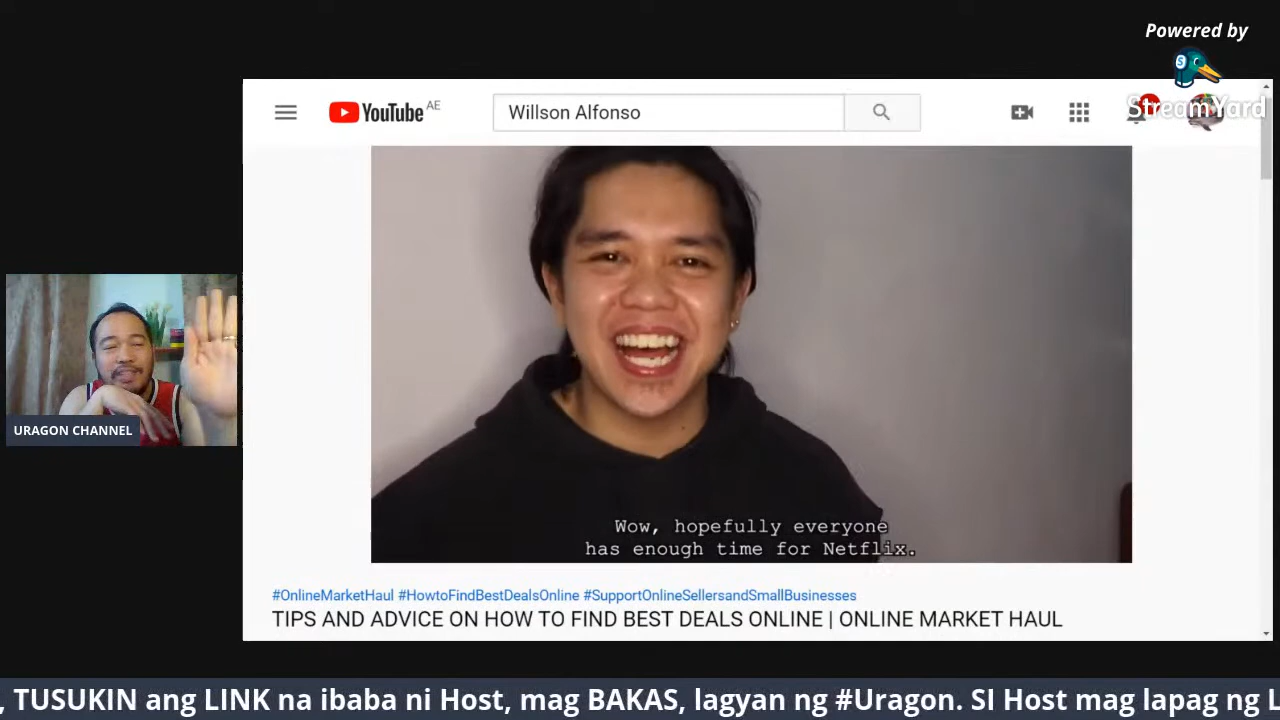 Powered by
StreamYard
YouTube AE
Willson Alfonso
URAGON CHANNEL
Wow, hopefully everyone
has enough time for Netflix.
#OnlineMarketHaul #HowtoFindBestDealsOnline #SupportOnlineSellersandSmallBusinesses
TIPS AND ADVICE ON HOW TO FIND BEST DEALS ONLINE | ONLINE MARKET HAUL
, TUSUKIN ang LINK na ibaba ni Host, mag BAKAS, lagyan ng #Uragon. SI Host mag lapag ng L